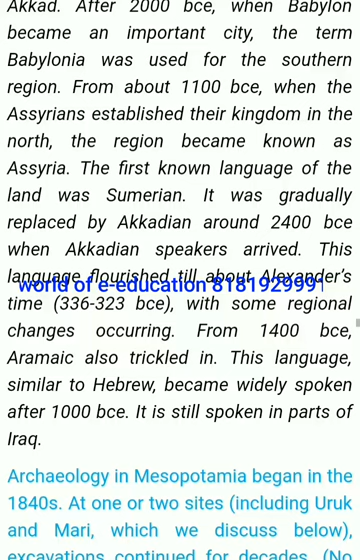 Akkad. After 2000 bce, when Babylon
became an important city, the term
Babylonia was used for the southern
region. From about 1100 bce, when the
Assyrians established their kingdom in
the north, the region became known as
Assyria. The first known language of the
land was Sumerian. It was gradually
replaced by Akkadian around 2400 bce
when Akkadian speakers arrived. This
language flourished till about Alexander's
world of e-education 8181929991
time (336-323 bce), with some regional
changes occurring. From 1400 bce,
Aramaic also trickled in. This language,
similar to Hebrew, became widely spoken
after 1000 bce. It is still spoken in parts of
Iraq.
Archaeology in Mesopotamia began in the
1840s. At one or two sites (including Uruk
and Mari, which we discuss below),
excavations continued for decades. (No